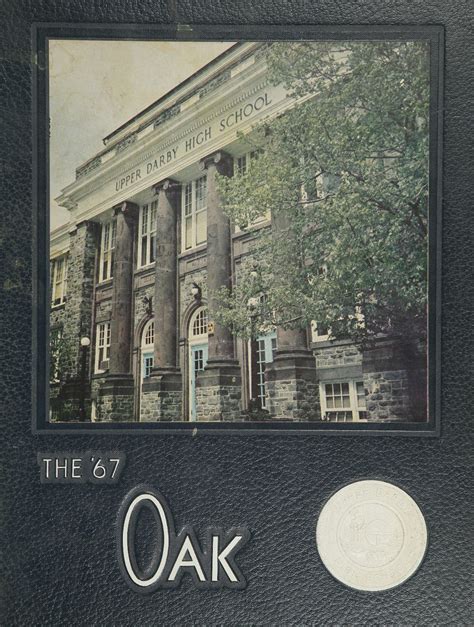 UPPER DARBY HIGH SCHOOL
THE '67
OAK